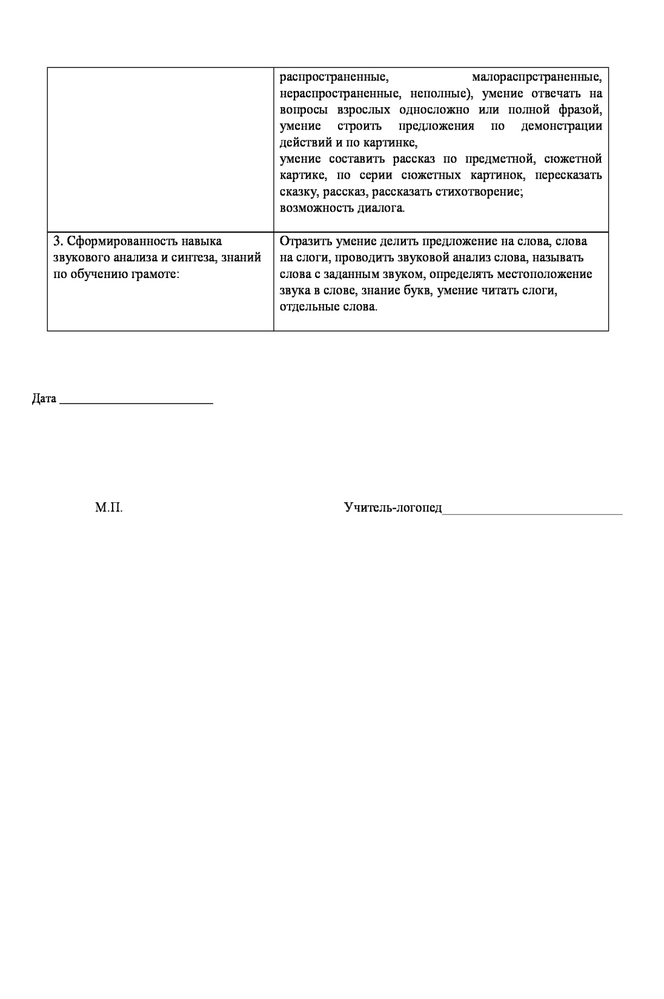 распространенные, малораспрстраненные,
нераспространенные, неполные), умение отвечать на
вопросы взрослых односложно или полной фразой,
умение строить предложения по демонстрации
действий и по картинке,
умение составить рассказ по предметной, сюжетной
картике, по серии сюжетных картинок, пересказать
сказку, рассказ, рассказать стихотворение;
возможность диалога.
3. Сформированность навыка
звукового анализа и синтеза, знаний
по обучению грамоте:
Отразить умение делить предложение на слова, слова
на слоги, проводить звуковой анализ слова, называть
слова с заданным звуком, определять местоположение
звука в слове, знание букв, умение читать слоги,
отдельные слова.
Дата _______________________
М.П. Учитель-логопед___________________________